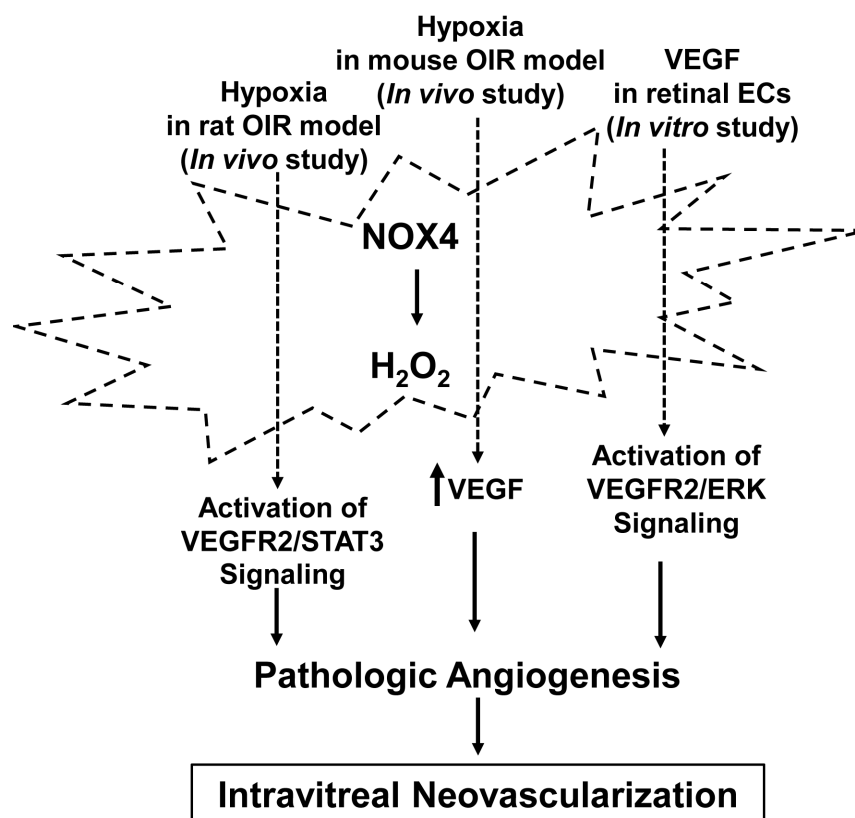 Hypoxia
in rat OIR model
(In vivo study)
Hypoxia
in mouse OIR model
(In vivo study)
VEGF
in retinal ECs
(In vitro study)
NOX4
H₂O₂
Activation of
VEGFR2/STAT3
Signaling
VEGF
Activation of
VEGFR2/ERK
Signaling
Pathologic Angiogenesis
Intravitreal Neovascularization